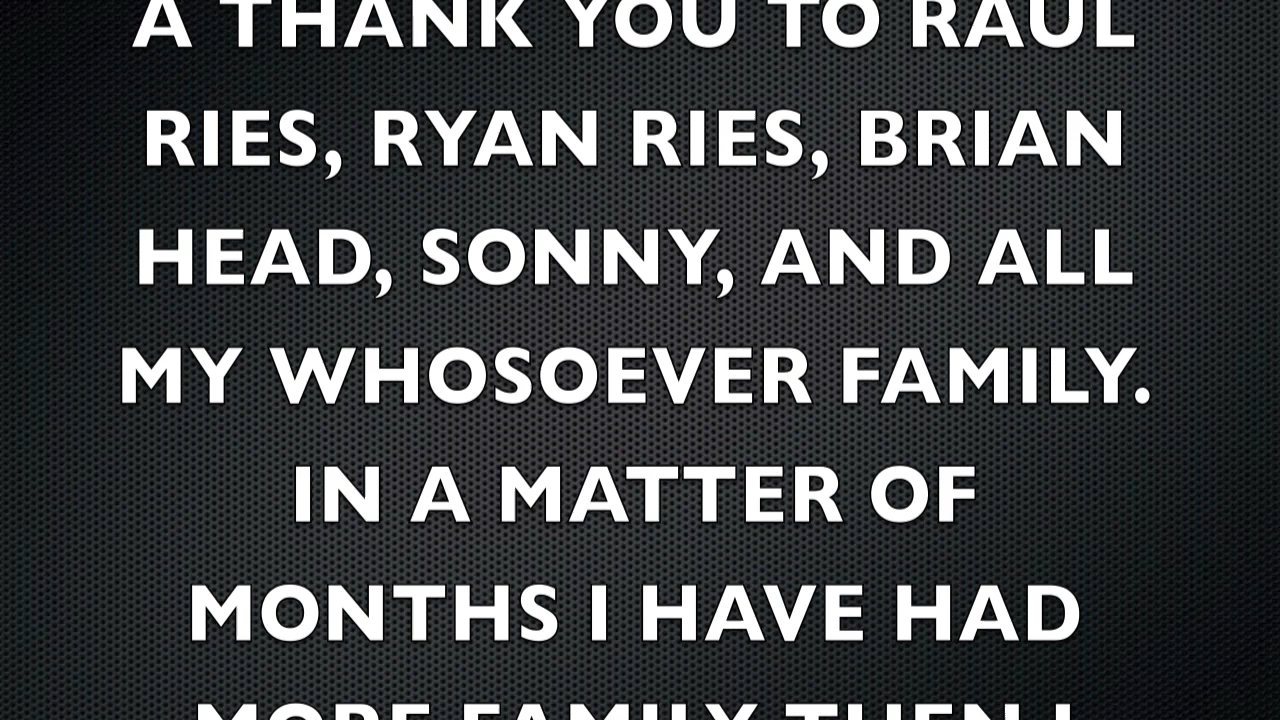 A THANK YOU TO RAUL
RIES, RYAN RIES, BRIAN
HEAD, SONNY, AND ALL
MY WHOSOEVER FAMILY.
IN A MATTER OF
MONTHS I HAVE HAD
MORE FAMILY THEN I